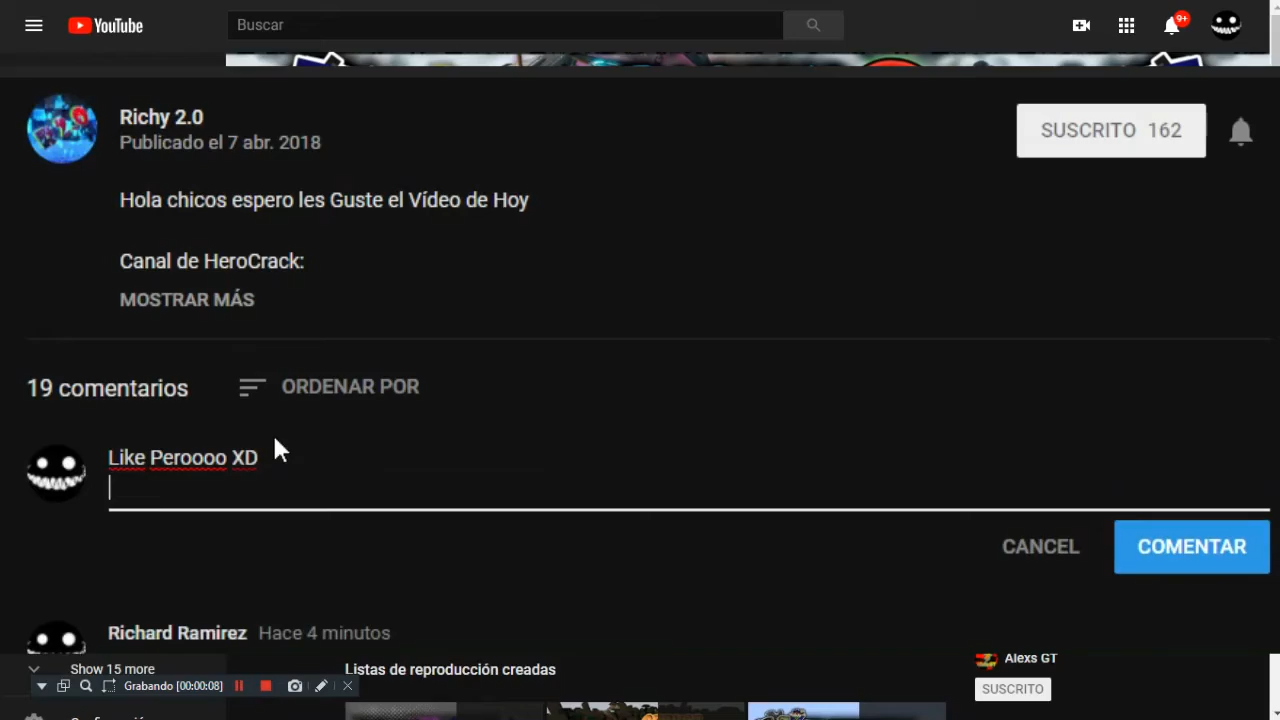 YouTube
Buscar
9+
Richy 2.0
Publicado el 7 abr. 2018
SUSCRITO 162
Hola chicos espero les Guste el Vídeo de Hoy
Canal de HeroCrack:
MOSTRAR MÁS
19 comentarios
ORDENAR POR
Like Peroooo XD
CANCEL
COMENTAR
Richard Ramirez Hace 4 minutos
Show 15 more
Listas de reproducción creadas
Alexs GT
Grabando [00:00:08]
SUSCRITO